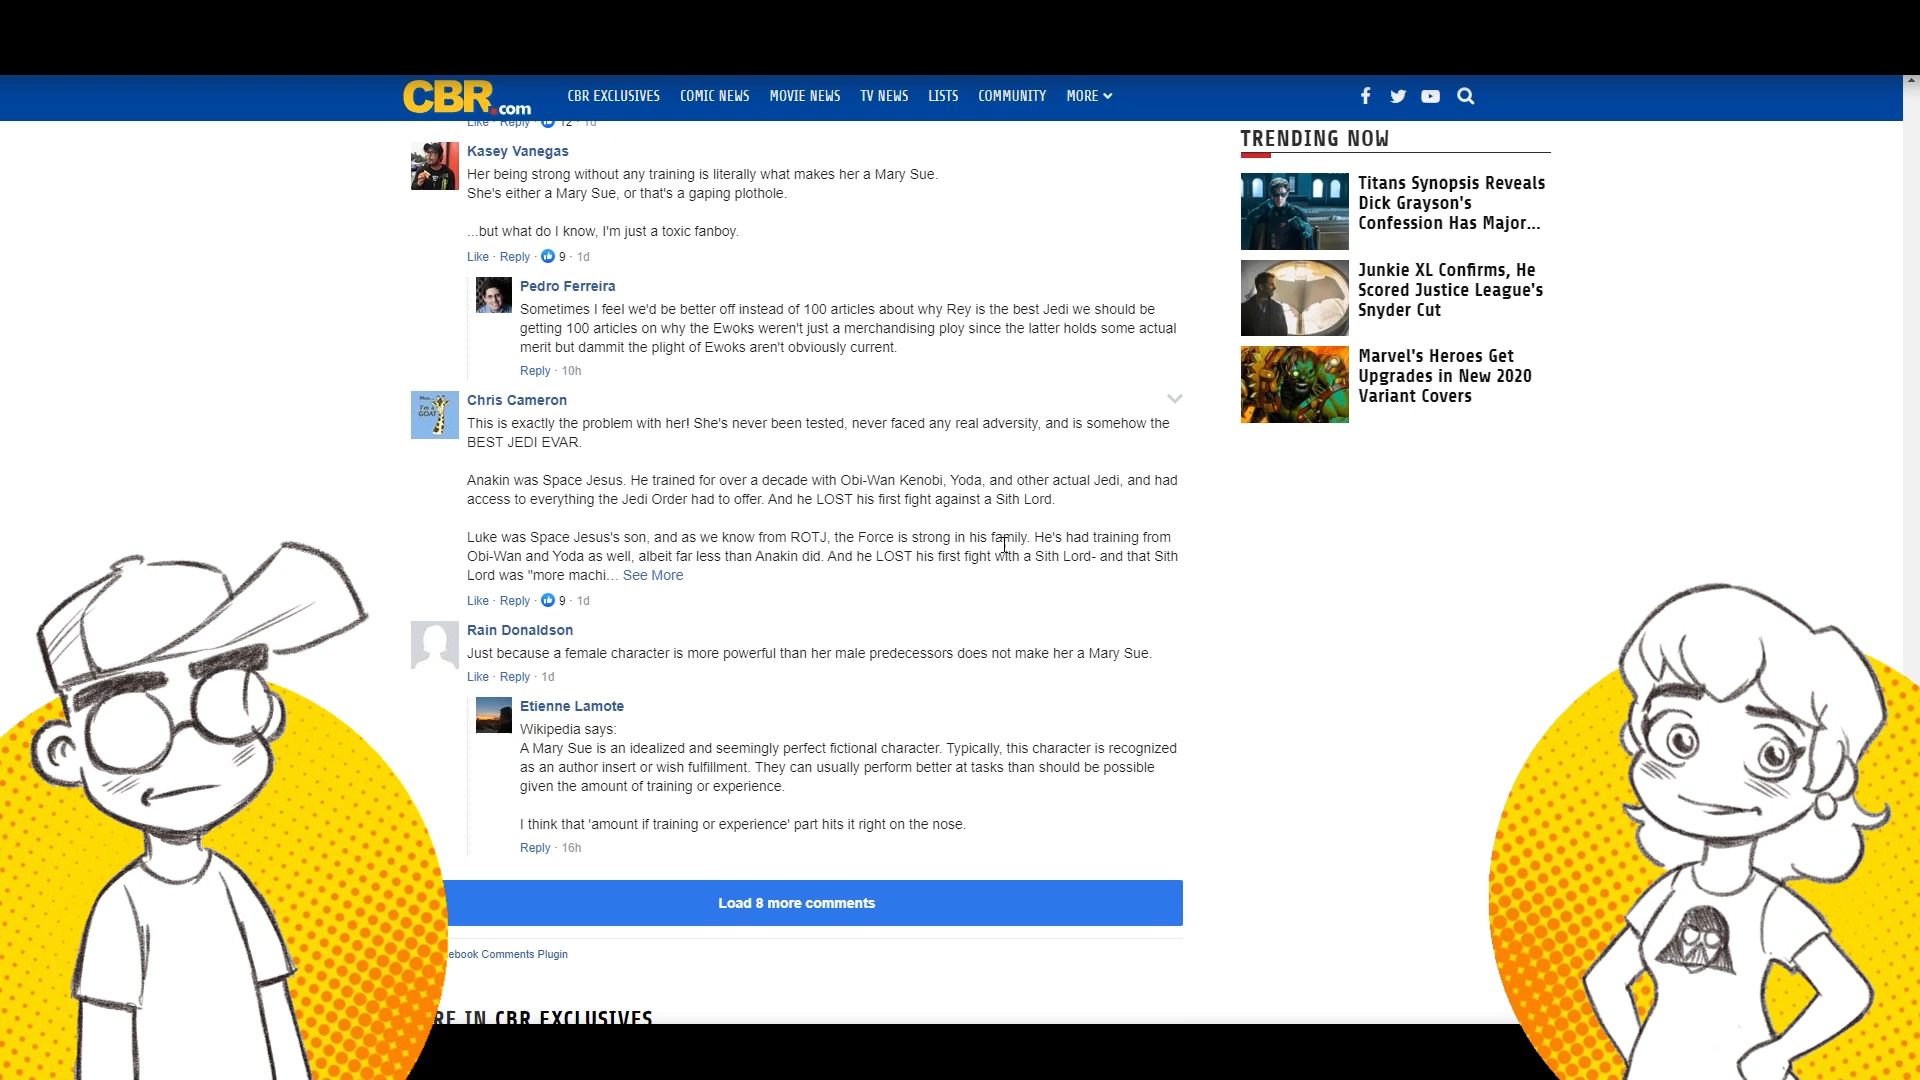 CBR.com
CBR EXCLUSIVES COMIC NEWS MOVIE NEWS TV NEWS LISTS COMMUNITY MORE
Like · Reply · 12 · 1d
Kasey Vanegas
Her being strong without any training is literally what makes her a Mary Sue.
She's either a Mary Sue, or that's a gaping plothole.
...but what do I know, I'm just a toxic fanboy.
Like · Reply · 9 · 1d
Pedro Ferreira
Sometimes I feel we'd be better off instead of 100 articles about why Rey is the best Jedi we should be
getting 100 articles on why the Ewoks weren't just a merchandising ploy since the latter holds some actual
merit but dammit the plight of Ewoks aren't obviously current.
Reply · 10h
I'm a
GOAT
Chris Cameron
This is exactly the problem with her! She's never been tested, never faced any real adversity, and is somehow the
BEST JEDI EVAR.
Anakin was Space Jesus. He trained for over a decade with Obi-Wan Kenobi, Yoda, and other actual Jedi, and had
access to everything the Jedi Order had to offer. And he LOST his first fight against a Sith Lord.
Luke was Space Jesus's son, and as we know from ROTJ, the Force is strong in his family. He's had training from
Obi-Wan and Yoda as well, albeit far less than Anakin did. And he LOST his first fight with a Sith Lord- and that Sith
Lord was "more machi... See More
Like · Reply · 9 · 1d
Rain Donaldson
Just because a female character is more powerful than her male predecessors does not make her a Mary Sue.
Like · Reply · 1d
Etienne Lamote
Wikipedia says:
A Mary Sue is an idealized and seemingly perfect fictional character. Typically, this character is recognized
as an author insert or wish fulfillment. They can usually perform better at tasks than should be possible
given the amount of training or experience.
I think that 'amount if training or experience' part hits it right on the nose.
Reply · 16h
Load 8 more comments
ebook Comments Plugin
RE IN CBR EXCLUSIVES
TRENDING NOW
Titans Synopsis Reveals
Dick Grayson's
Confession Has Major...
Junkie XL Confirms, He
Scored Justice League's
Snyder Cut
Marvel's Heroes Get
Upgrades in New 2020
Variant Covers